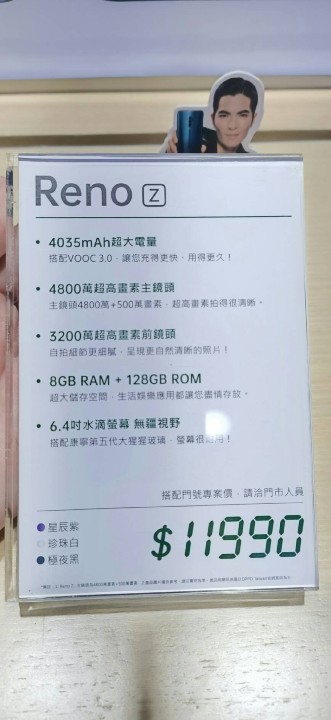 Reno Z
• 4035mAh超大電量
搭配VOOC 3.0，讓您充得更快、用得更久！
• 4800萬超高畫素主鏡頭
主鏡頭4800萬+500萬畫素，超高畫素拍得很清晰。
• 3200萬超高畫素前鏡頭
自拍細節更細膩，呈現更自然清晰的照片！
• 8GB RAM + 128GB ROM
超大儲存空間，生活娛樂應用都讓您盡情存放。
• 6.4吋水滴螢幕 無疆視野
搭配康寧第五代大猩猩玻璃，螢幕很耐用！
搭配門號專案價，請洽門市人員
星辰紫
珍珠白
極夜黑
$11990